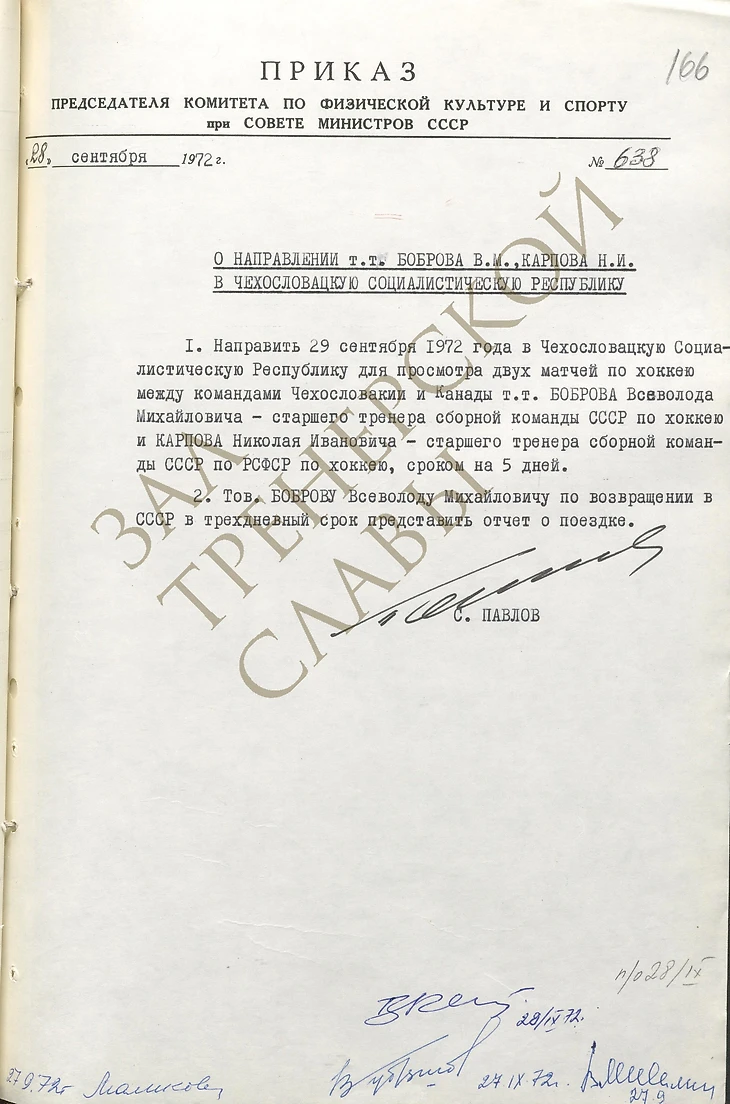 166
ПРИКАЗ
ПРЕДСЕДАТЕЛЯ КОМИТЕТА ПО ФИЗИЧЕСКОЙ КУЛЬТУРЕ И СПОРТУ
при СОВЕТЕ МИНИСТРОВ СССР
„28„ сентября 1972 г. № 638
О НАПРАВЛЕНИИ т.т. БОБРОВА В.М.,КАРПОВА Н.И.
В ЧЕХОСЛОВАЦКУЮ СОЦИАЛИСТИЧЕСКУЮ РЕСПУБЛИКУ
I. Направить 29 сентября 1972 года в Чехословацкую Социа-
листическую Республику для просмотра двух матчей по хоккею
между командами Чехословакии и Канады т.т. БОБРОВА Всеволода
Михайловича - старшего тренера сборной команды СССР по хоккею
и КАРПОВА Николая Ивановича - старшего тренера сборной коман-
ды СССР по РСФСР по хоккею, сроком на 5 дней.
2. Тов. БОБРОВУ Всеволоду Михайловичу по возвращении в
СССР в трехдневный срок представить отчет о поездке.
С. ПАВЛОВ
ЗАЛ
ТРЕНЕРСКОЙ
СЛАВЫ
п/о 28/IX
28/IX 72г.
27.9.72г Маликова
27 IX 72г.
27.9